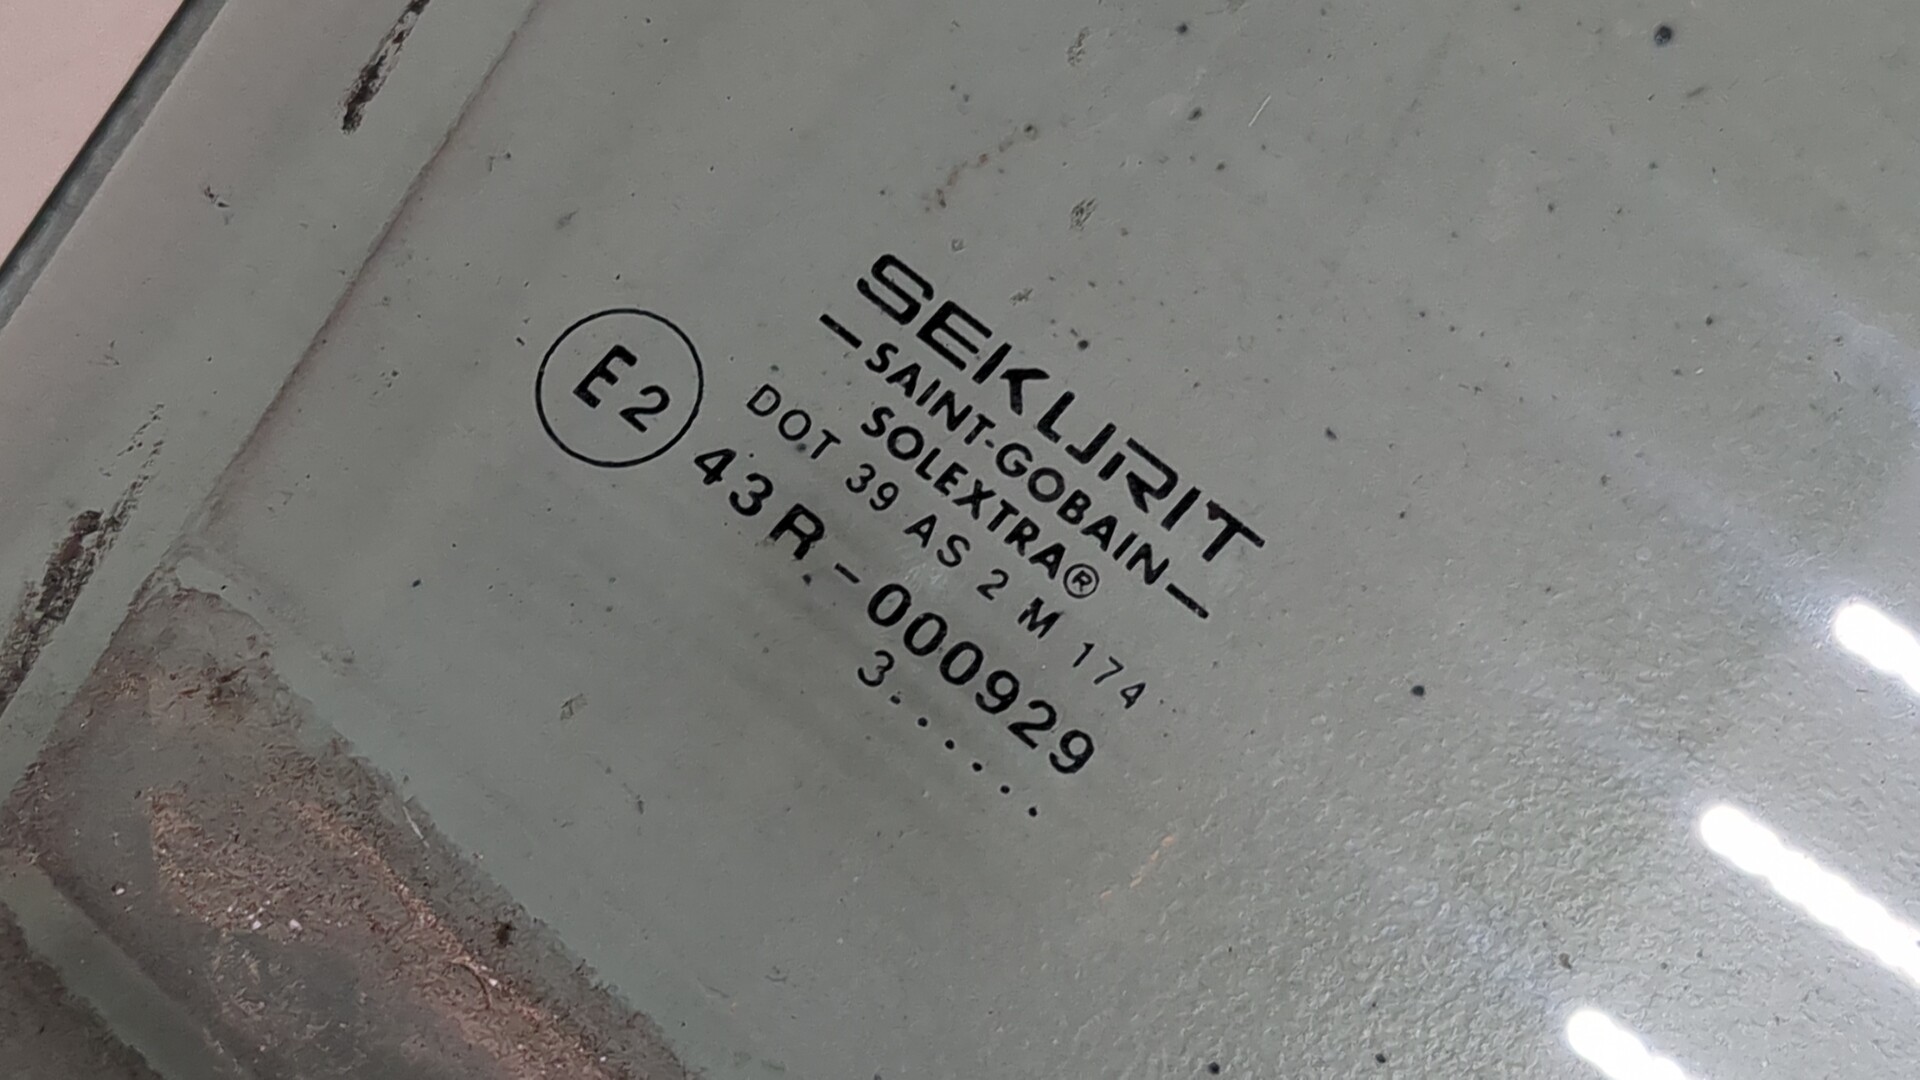 SEKURIT
—SAINT-GOBAIN—
SOLEXTRA®
DOT 39 AS 2 M 174
E2
43R-000929
3.......